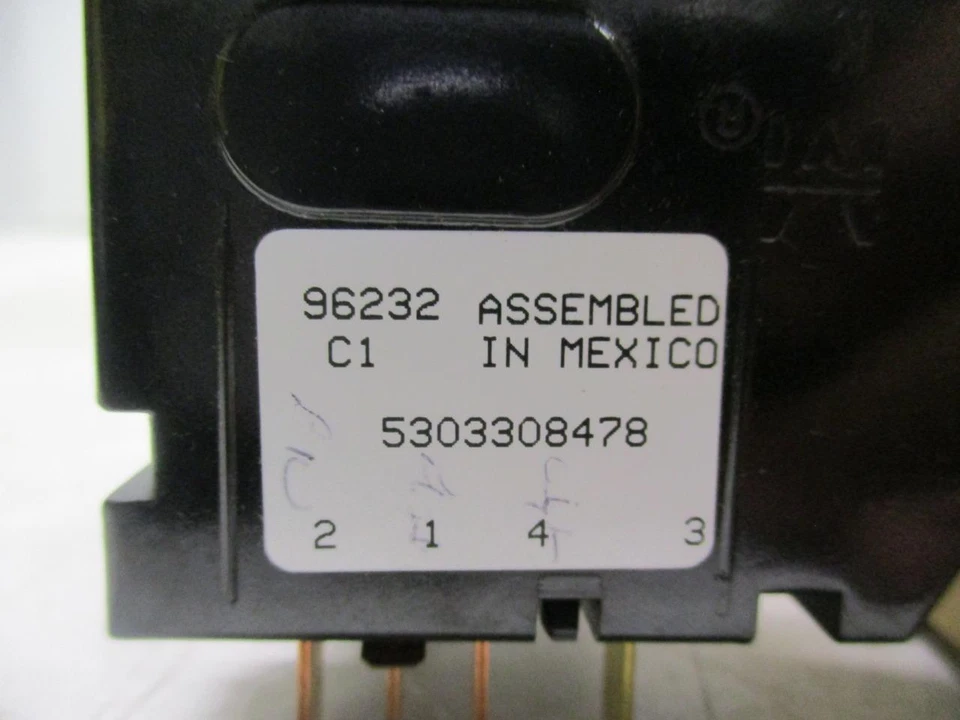 96232 ASSEMBLED
C1 IN MEXICO
5303308478
2 1 4 3